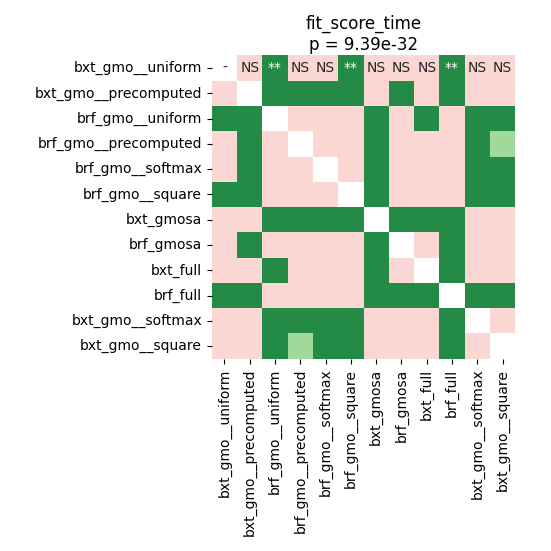 fit_score_time
p = 9.39e-32
bxt_gmo__uniform - NS ** NS NS ** NS NS NS ** NS NS
bxt_gmo__precomputed
brf_gmo__uniform
brf_gmo__precomputed
brf_gmo__softmax
brf_gmo__square
bxt_gmosa
brf_gmosa
bxt_full
brf_full
bxt_gmo__softmax
bxt_gmo__square
bxt_gmo__uniform
bxt_gmo__precomputed
brf_gmo__uniform
brf_gmo__precomputed
brf_gmo__softmax
brf_gmo__square
bxt_gmosa
brf_gmosa
bxt_full
brf_full
bxt_gmo__softmax
bxt_gmo__square